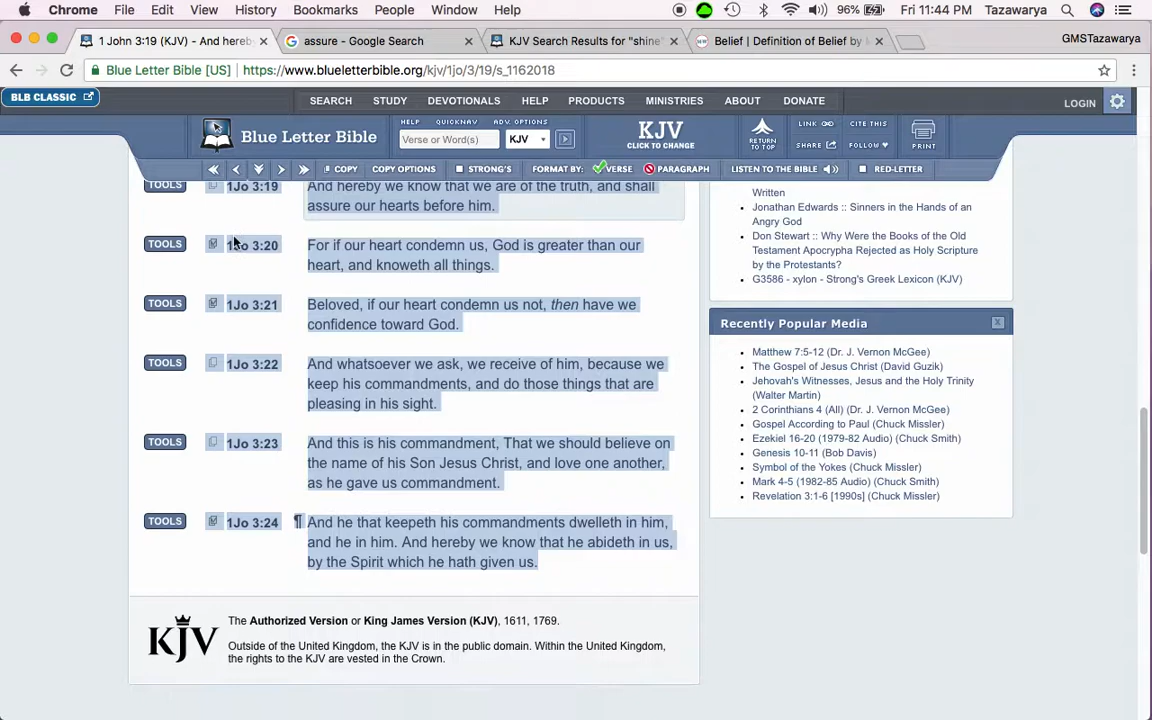 Chrome File Edit View History Bookmarks People Window Help 96% Fri 11:44 PM Tazawarya
1 John 3:19 (KJV) - And hereby assure - Google Search KJV Search Results for "shine" Belief | Definition of Belief by M GMSTazawarya
Blue Letter Bible [US] https://www.blueletterbible.org/kjv/1jo/3/19/s_1162018
BLB CLASSIC SEARCH STUDY DEVOTIONALS HELP PRODUCTS MINISTRIES ABOUT DONATE LOGIN
HELP QUICKNAV ADV. OPTIONS
Blue Letter Bible Verse or Word(s) KJV
KJV
CLICK TO CHANGE
RETURN
TO TOP
LINK CITE THIS
SHARE FOLLOW
PRINT
COPY COPY OPTIONS STRONG'S FORMAT BY: VERSE PARAGRAPH LISTEN TO THE BIBLE RED-LETTER
TOOLS 1Jo 3:19 And hereby we know that we are of the truth, and shall
assure our hearts before him.
TOOLS 1Jo 3:20 For if our heart condemn us, God is greater than our
heart, and knoweth all things.
TOOLS 1Jo 3:21 Beloved, if our heart condemn us not, then have we
confidence toward God.
TOOLS 1Jo 3:22 And whatsoever we ask, we receive of him, because we
keep his commandments, and do those things that are
pleasing in his sight.
TOOLS 1Jo 3:23 And this is his commandment, That we should believe on
the name of his Son Jesus Christ, and love one another,
as he gave us commandment.
TOOLS 1Jo 3:24 ¶ And he that keepeth his commandments dwelleth in him,
and he in him. And hereby we know that he abideth in us,
by the Spirit which he hath given us.
KJV
The Authorized Version or King James Version (KJV), 1611, 1769.
Outside of the United Kingdom, the KJV is in the public domain. Within the United Kingdom,
the rights to the KJV are vested in the Crown.
Written
Jonathan Edwards :: Sinners in the Hands of an
Angry God
Don Stewart :: Why Were the Books of the Old
Testament Apocrypha Rejected as Holy Scripture
by the Protestants?
G3586 - xylon - Strong's Greek Lexicon (KJV)
Recently Popular Media x
Matthew 7:5-12 (Dr. J. Vernon McGee)
The Gospel of Jesus Christ (David Guzik)
Jehovah's Witnesses, Jesus and the Holy Trinity
(Walter Martin)
2 Corinthians 4 (All) (Dr. J. Vernon McGee)
Gospel According to Paul (Chuck Missler)
Ezekiel 16-20 (1979-82 Audio) (Chuck Smith)
Genesis 10-11 (Bob Davis)
Symbol of the Yokes (Chuck Missler)
Mark 4-5 (1982-85 Audio) (Chuck Smith)
Revelation 3:1-6 [1990s] (Chuck Missler)